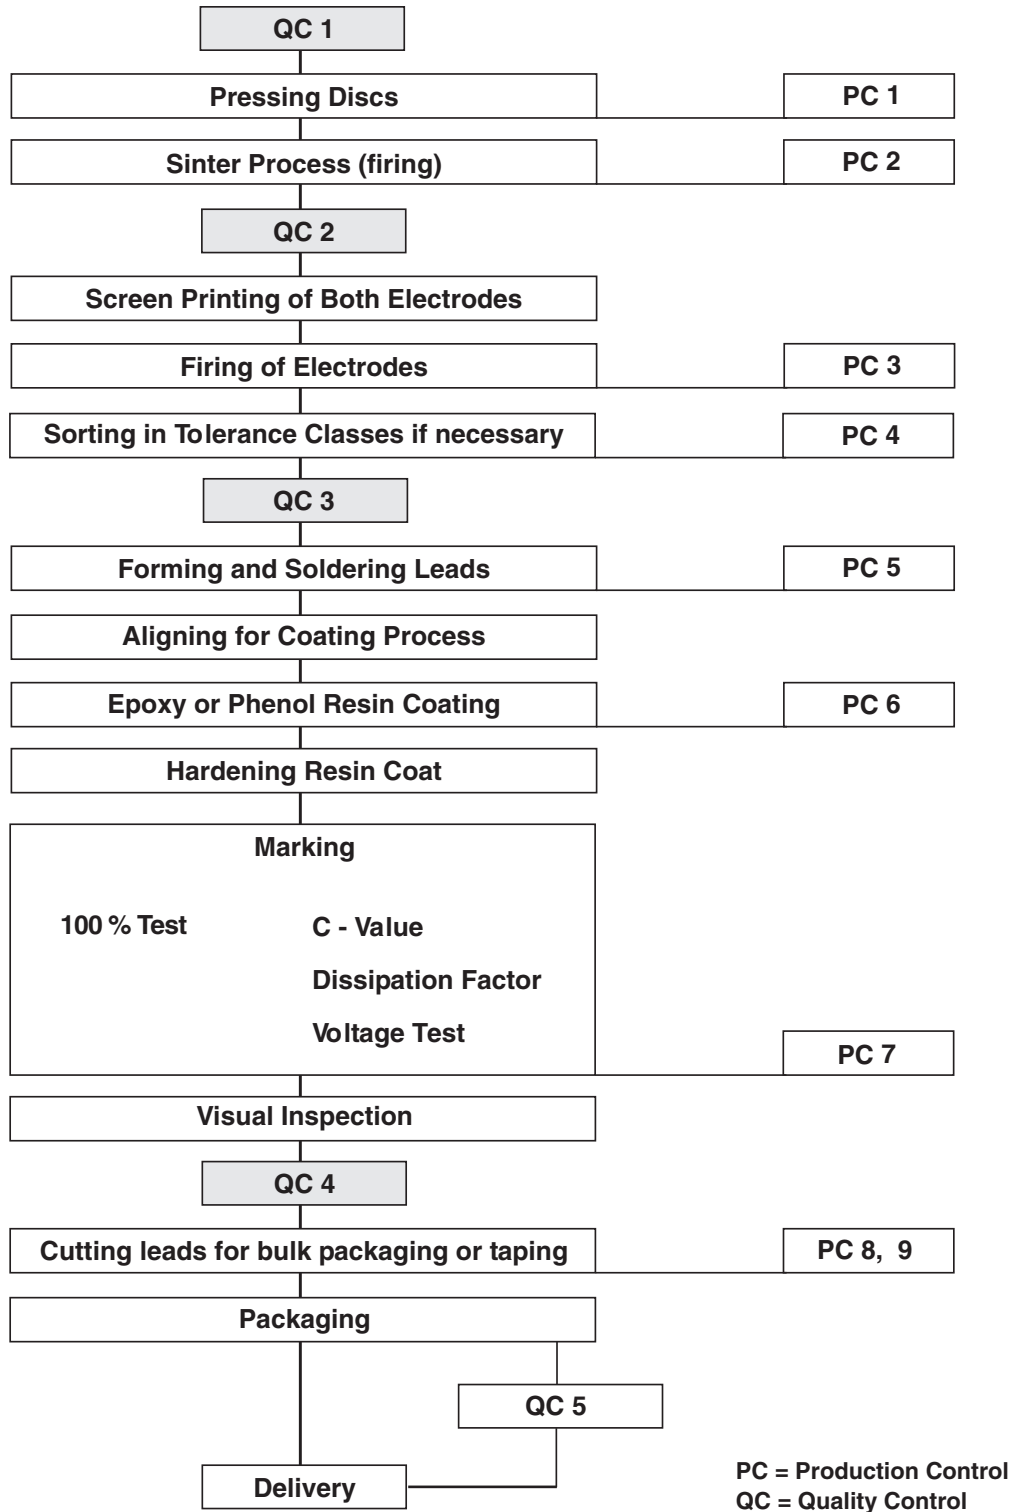 QC 1
Pressing Discs
PC 1
Sinter Process (firing)
PC 2
QC 2
Screen Printing of Both Electrodes
Firing of Electrodes
PC 3
Sorting in Tolerance Classes if necessary
PC 4
QC 3
Forming and Soldering Leads
PC 5
Aligning for Coating Process
Epoxy or Phenol Resin Coating
PC 6
Hardening Resin Coat
Marking
100 % Test
C - Value
Dissipation Factor
Voltage Test
PC 7
Visual Inspection
QC 4
Cutting leads for bulk packaging or taping
PC 8, 9
Packaging
QC 5
Delivery
PC = Production Control
QC = Quality Control